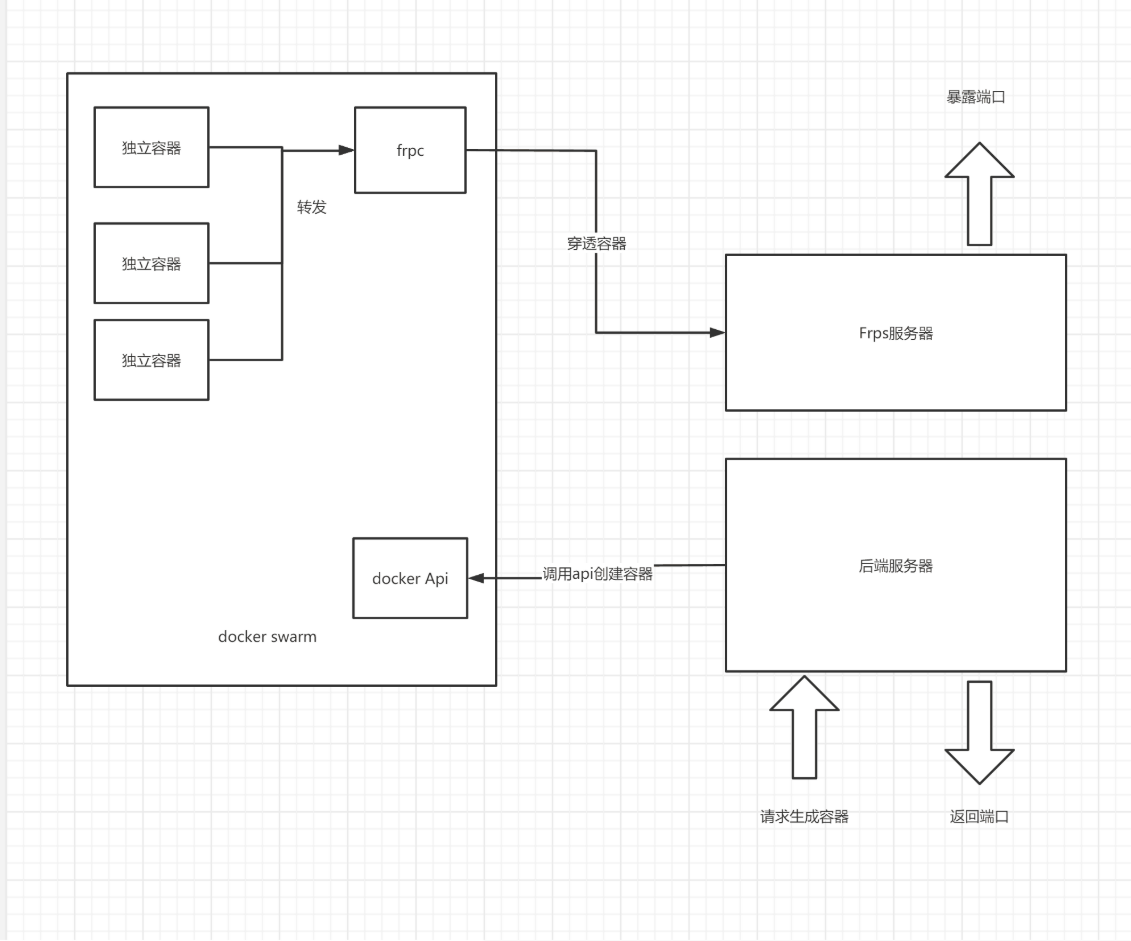 暴露端口
独立容器
frpc
转发
独立容器
穿透容器
独立容器
Frps服务器
docker Api
调用api创建容器
后端服务器
docker swarm
请求生成容器
返回端口